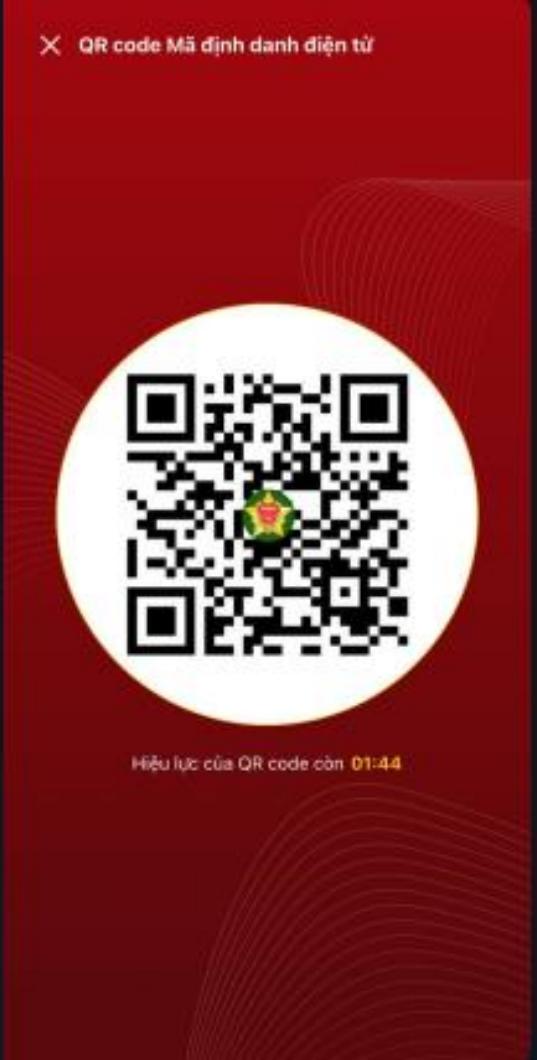 QR code Mã định danh điện tử
Hiệu lực của QR code còn 01:44